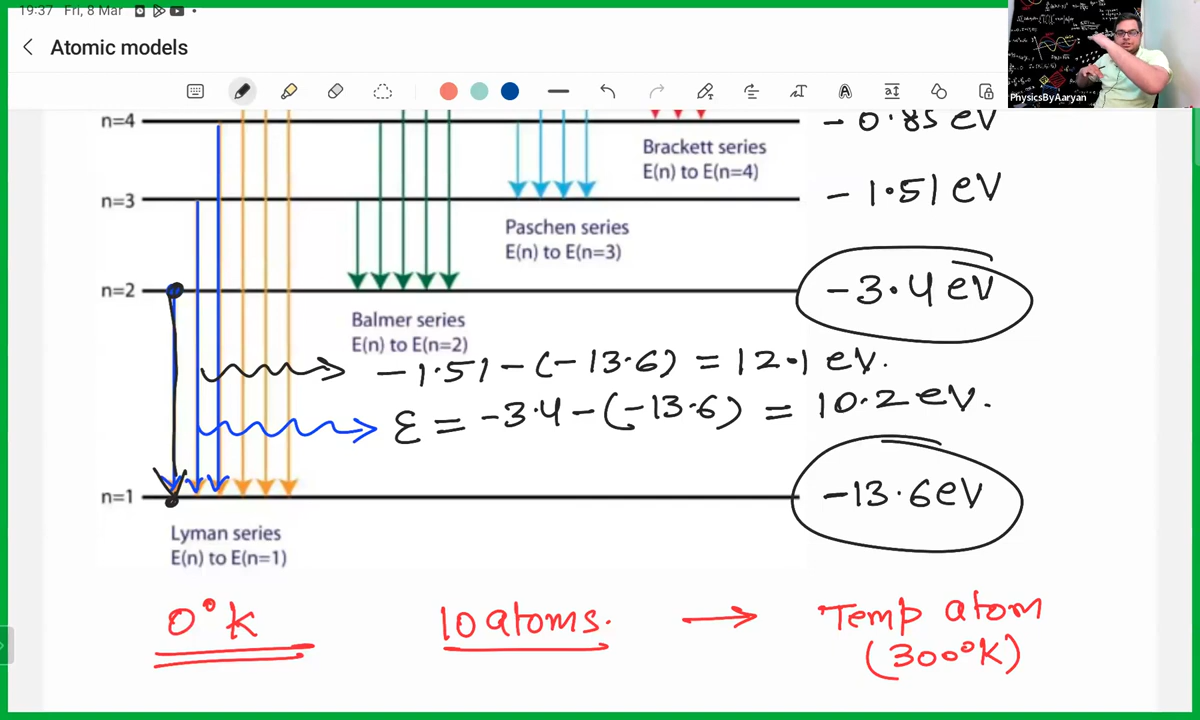 19:37 Fri, 8 Mar
Atomic models
PhysicsByAaryan
n=4
- 0.85 eV
Brackett series
E(n) to E(n=4)
n=3
- 1.51 eV
Paschen series
E(n) to E(n=3)
n=2
- 3.4 eV
Balmer series
E(n) to E(n=2)
-1.51-(-13.6) = 12.1 eV.
ε = -3.4-(-13.6) = 10.2 eV.
n=1
-13.6eV
Lyman series
E(n) to E(n=1)
0°k 10 atoms. → Temp atom
(300°K)